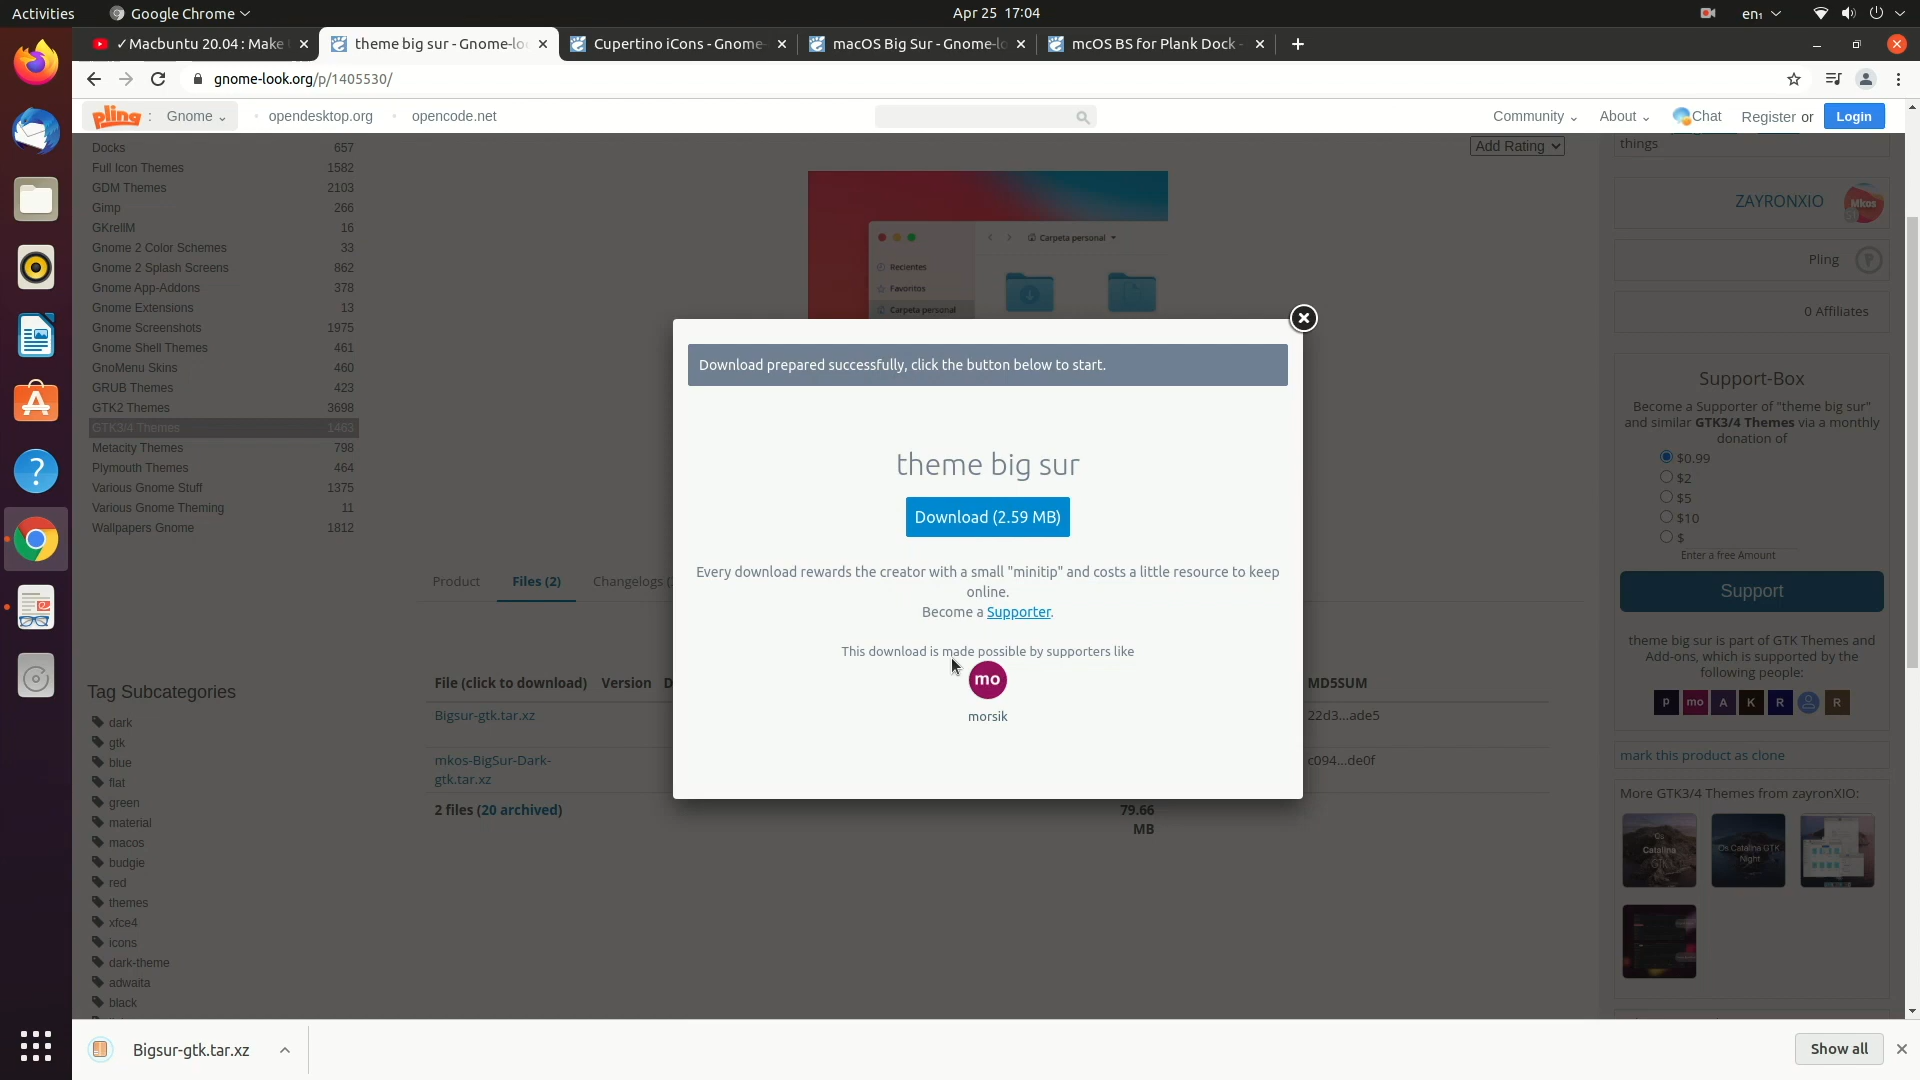 Activities
Google Chrome
Apr 25 17:04
en₁
✓Macbuntu 20.04 : Make
theme big sur - Gnome-lo
Cupertino iCons - Gnome-
macOS Big Sur - Gnome-lo
mcOS BS for Plank Dock -
gnome-look.org/p/1405530/
pling :
Gnome
opendesktop.org
opencode.net
Community
About
Chat
Register or
Login
Docks 657
Full Icon Themes 1582
GDM Themes 2103
Gimp 266
GKrellM 16
Gnome 2 Color Schemes 33
Gnome 2 Splash Screens 862
Gnome App-Addons 378
Gnome Extensions 13
Gnome Screenshots 1975
Gnome Shell Themes 461
GnoMenu Skins 460
GRUB Themes 423
GTK2 Themes 3698
GTK3/4 Themes 1463
Metacity Themes 798
Plymouth Themes 464
Various Gnome Stuff 1375
Various Gnome Theming 11
Wallpapers Gnome 1812
Tag Subcategories
dark
gtk
blue
flat
green
material
macos
budgie
red
themes
xfce4
icons
dark-theme
adwaita
black
Add Rating
Carpeta personal
Recientes
Favoritos
Carpeta personal
Download prepared successfully, click the button below to start.
theme big sur
Download (2.59 MB)
Every download rewards the creator with a small "minitip" and costs a little resource to keep
online.
Become a Supporter.
This download is made possible by supporters like
mo
morsik
Product
Files (2)
Changelogs (
File (click to download) Version D
MD5SUM
Bigsur-gtk.tar.xz
22d3...ade5
mkos-BigSur-Dark-
gtk.tar.xz
c094...de0f
2 files (20 archived)
79.66
MB
things
ZAYRONXIO
Mkos
Pling
0 Affiliates
Support-Box
Become a Supporter of "theme big sur"
and similar GTK3/4 Themes via a monthly
donation of
$0.99
$2
$5
$10
$
Enter a free Amount
Support
theme big sur is part of GTK Themes and
Add-ons, which is supported by the
following people:
P mo A K R R
mark this product as clone
More GTK3/4 Themes from zayronXIO:
Os
Catalina
GTK
Os Catalina GTK
Night
Bigsur-gtk.tar.xz
Show all